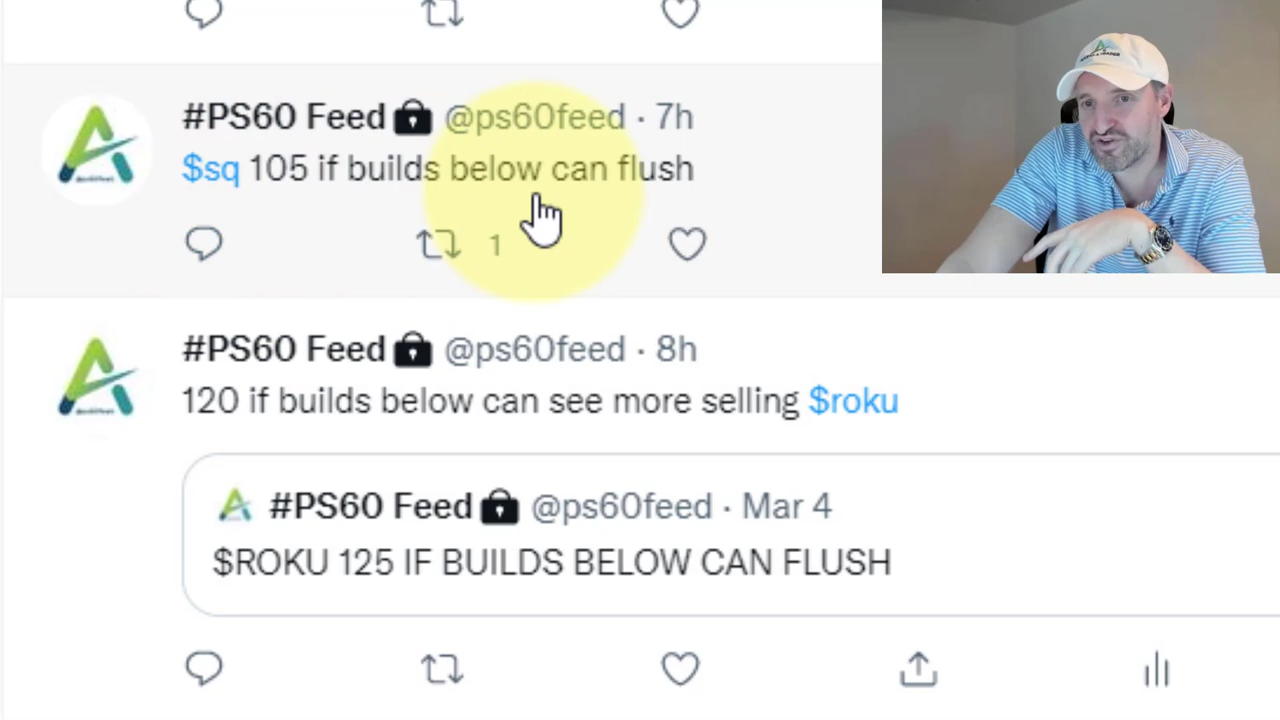 #PS60 Feed🔒 @ps60feed · 7h
$sq 105 if builds below can flush
1
#PS60 Feed🔒 @ps60feed · 8h
120 if builds below can see more selling $roku
#PS60 Feed🔒 @ps60feed · Mar 4
$ROKU 125 IF BUILDS BELOW CAN FLUSH